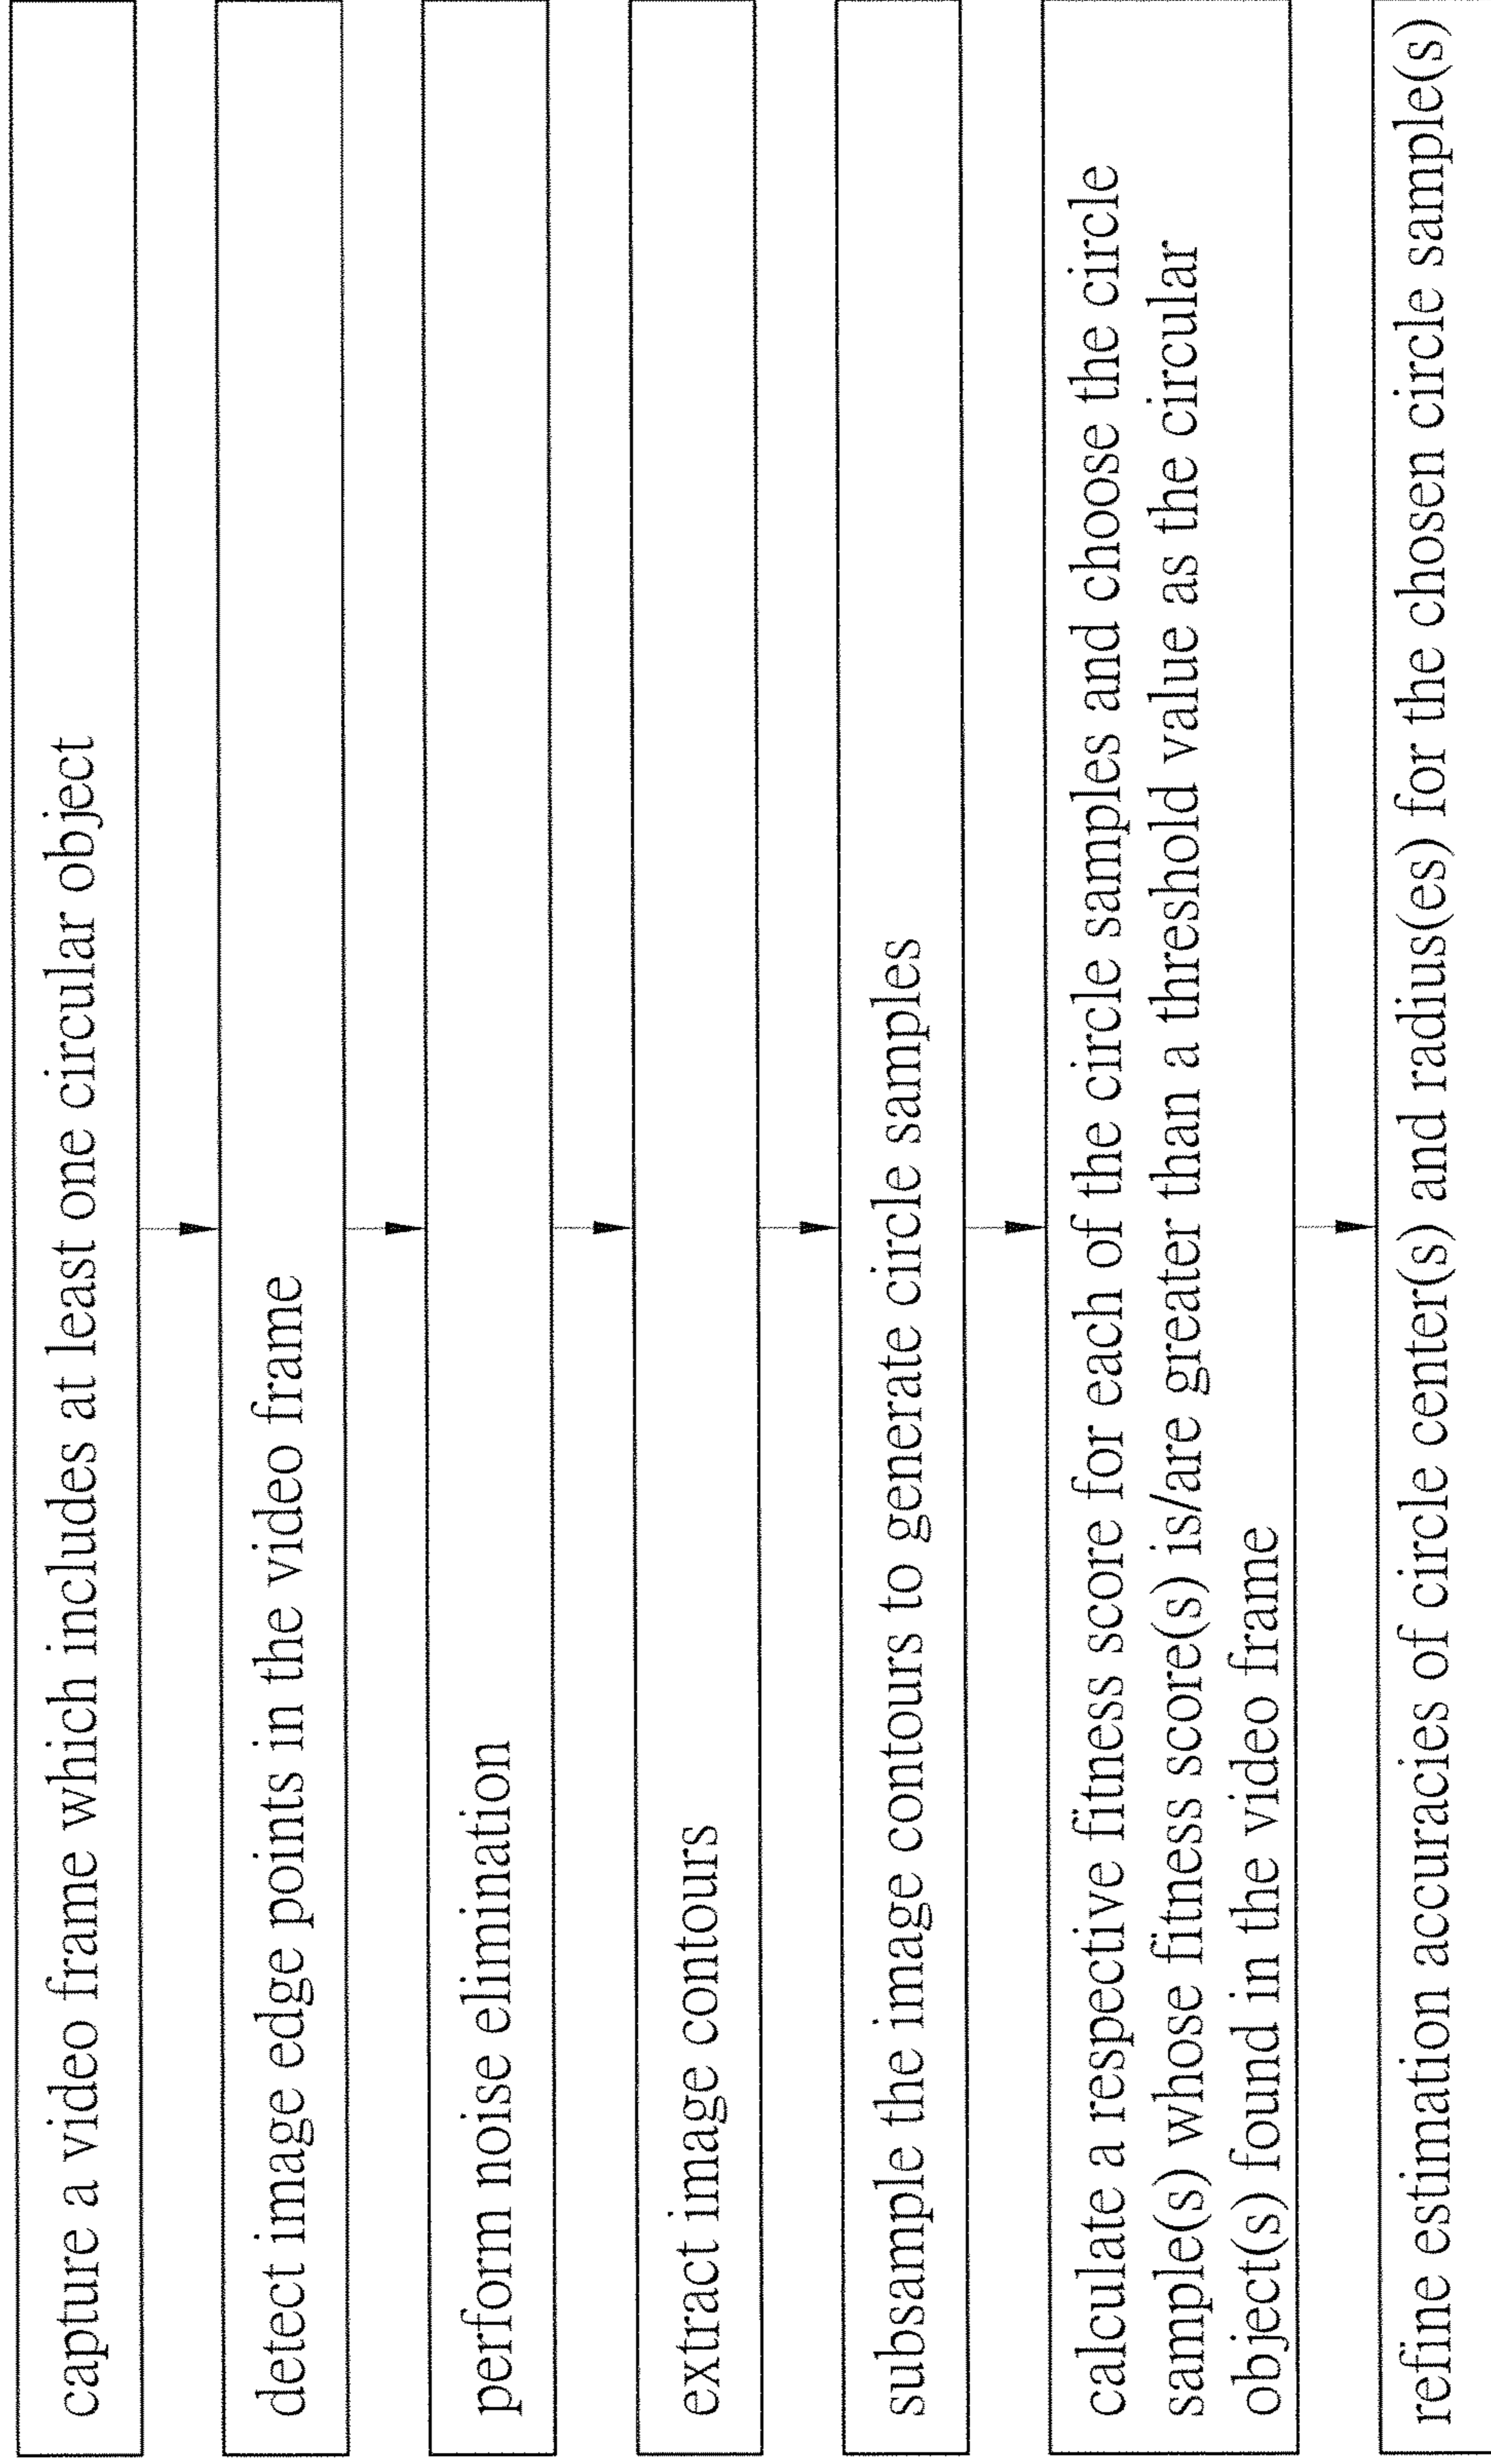 capture a video frame which includes at least one circular object
detect image edge points in the video frame
perform noise elimination
extract image contours
subsample the image contours to generate circle samples
calculate a respective fitness score for each of the circle samples and choose the circle
sample(s) whose fitness score(s) is/are greater than a threshold value as the circular
object(s) found in the video frame
refine estimation accuracies of circle center(s) and radius(es) for the chosen circle sample(s)